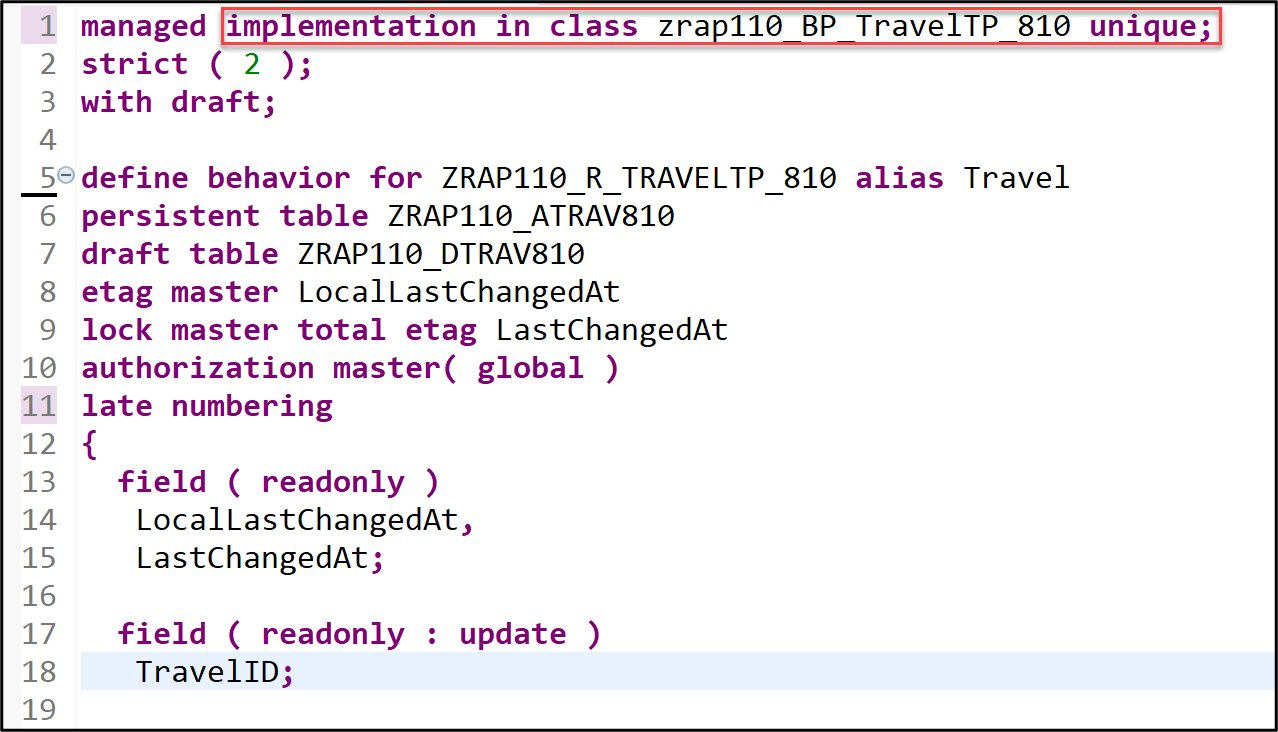 1 managed implementation in class zrap110_BP_TravelTP_810 unique;
2 strict ( 2 );
3 with draft;
4
5 define behavior for ZRAP110_R_TRAVELTP_810 alias Travel
6 persistent table ZRAP110_ATRAV810
7 draft table ZRAP110_DTRAV810
8 etag master LocalLastChangedAt
9 lock master total etag LastChangedAt
10 authorization master( global )
11 late numbering
12 {
13 field ( readonly )
14 LocalLastChangedAt,
15 LastChangedAt;
16
17 field ( readonly : update )
18 TravelID;
19